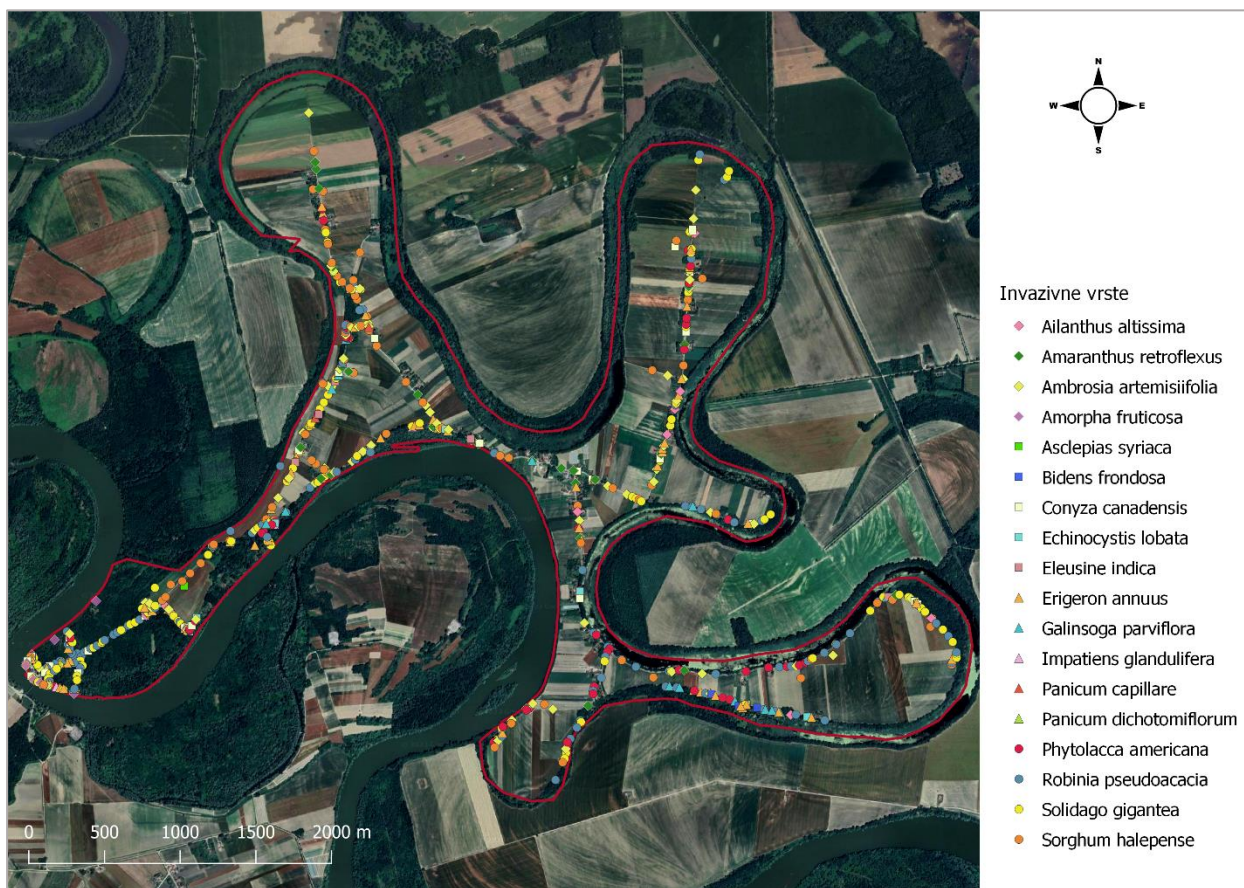 N
W E
S
Invazivne vrste
Ailanthus altissima
Amaranthus retroflexus
Ambrosia artemisiifolia
Amorpha fruticosa
Asclepias syriaca
Bidens frondosa
Conyza canadensis
Echinocystis lobata
Eleusine indica
Erigeron annuus
Galinsoga parviflora
Impatiens glandulifera
Panicum capillare
Panicum dichotomiflorum
Phytolacca americana
Robinia pseudoacacia
Solidago gigantea
Sorghum halepense
0 500 1000 2000 m